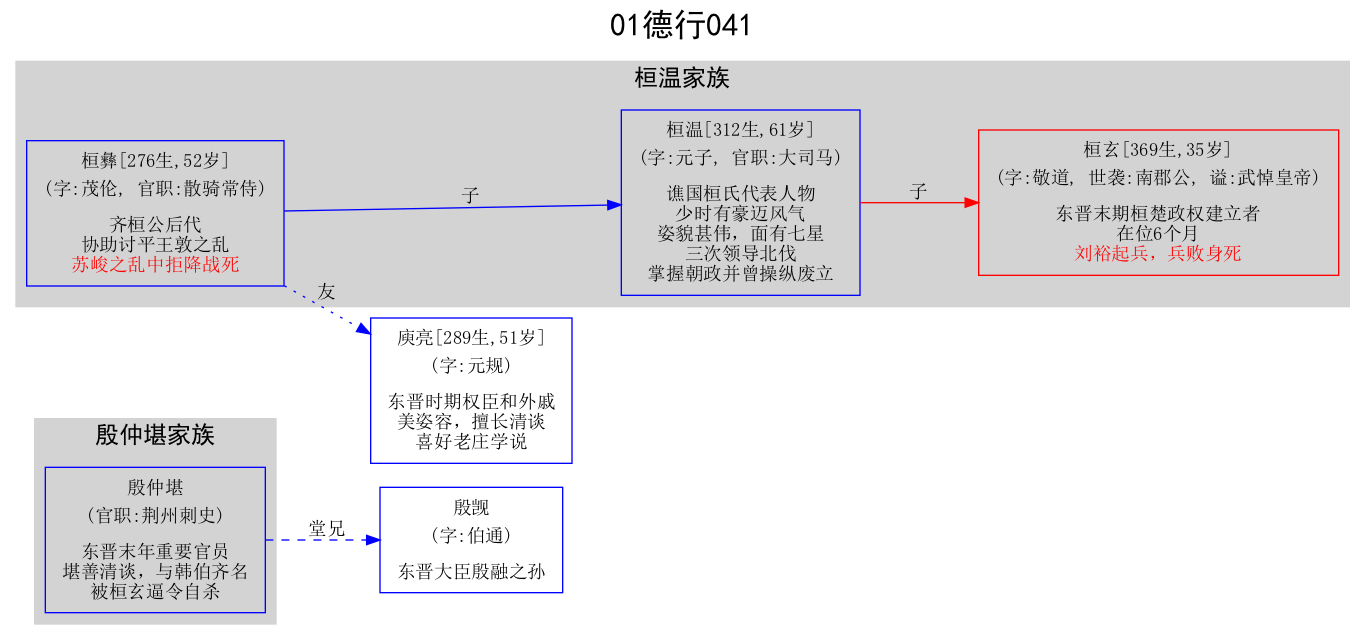 01德行041
桓温家族
桓彝[276生,52岁]
(字:茂伦, 官职:散骑常侍)
齐桓公后代
协助讨平王敦之乱
苏峻之乱中拒降战死
子
桓温[312生,61岁]
(字:元子, 官职:大司马)
谯国桓氏代表人物
少时有豪迈风气
姿貌甚伟，面有七星
三次领导北伐
掌握朝政并曾操纵废立
子
桓玄[369生,35岁]
(字:敬道, 世袭:南郡公, 谥:武悼皇帝)
东晋末期桓楚政权建立者
在位6个月
刘裕起兵，兵败身死
友
庾亮[289生,51岁]
(字:元规)
东晋时期权臣和外戚
美姿容，擅长清谈
喜好老庄学说
殷仲堪家族
殷仲堪
(官职:荆州刺史)
东晋末年重要官员
堪善清谈，与韩伯齐名
被桓玄逼令自杀
堂兄
殷觊
(字:伯通)
东晋大臣殷融之孙